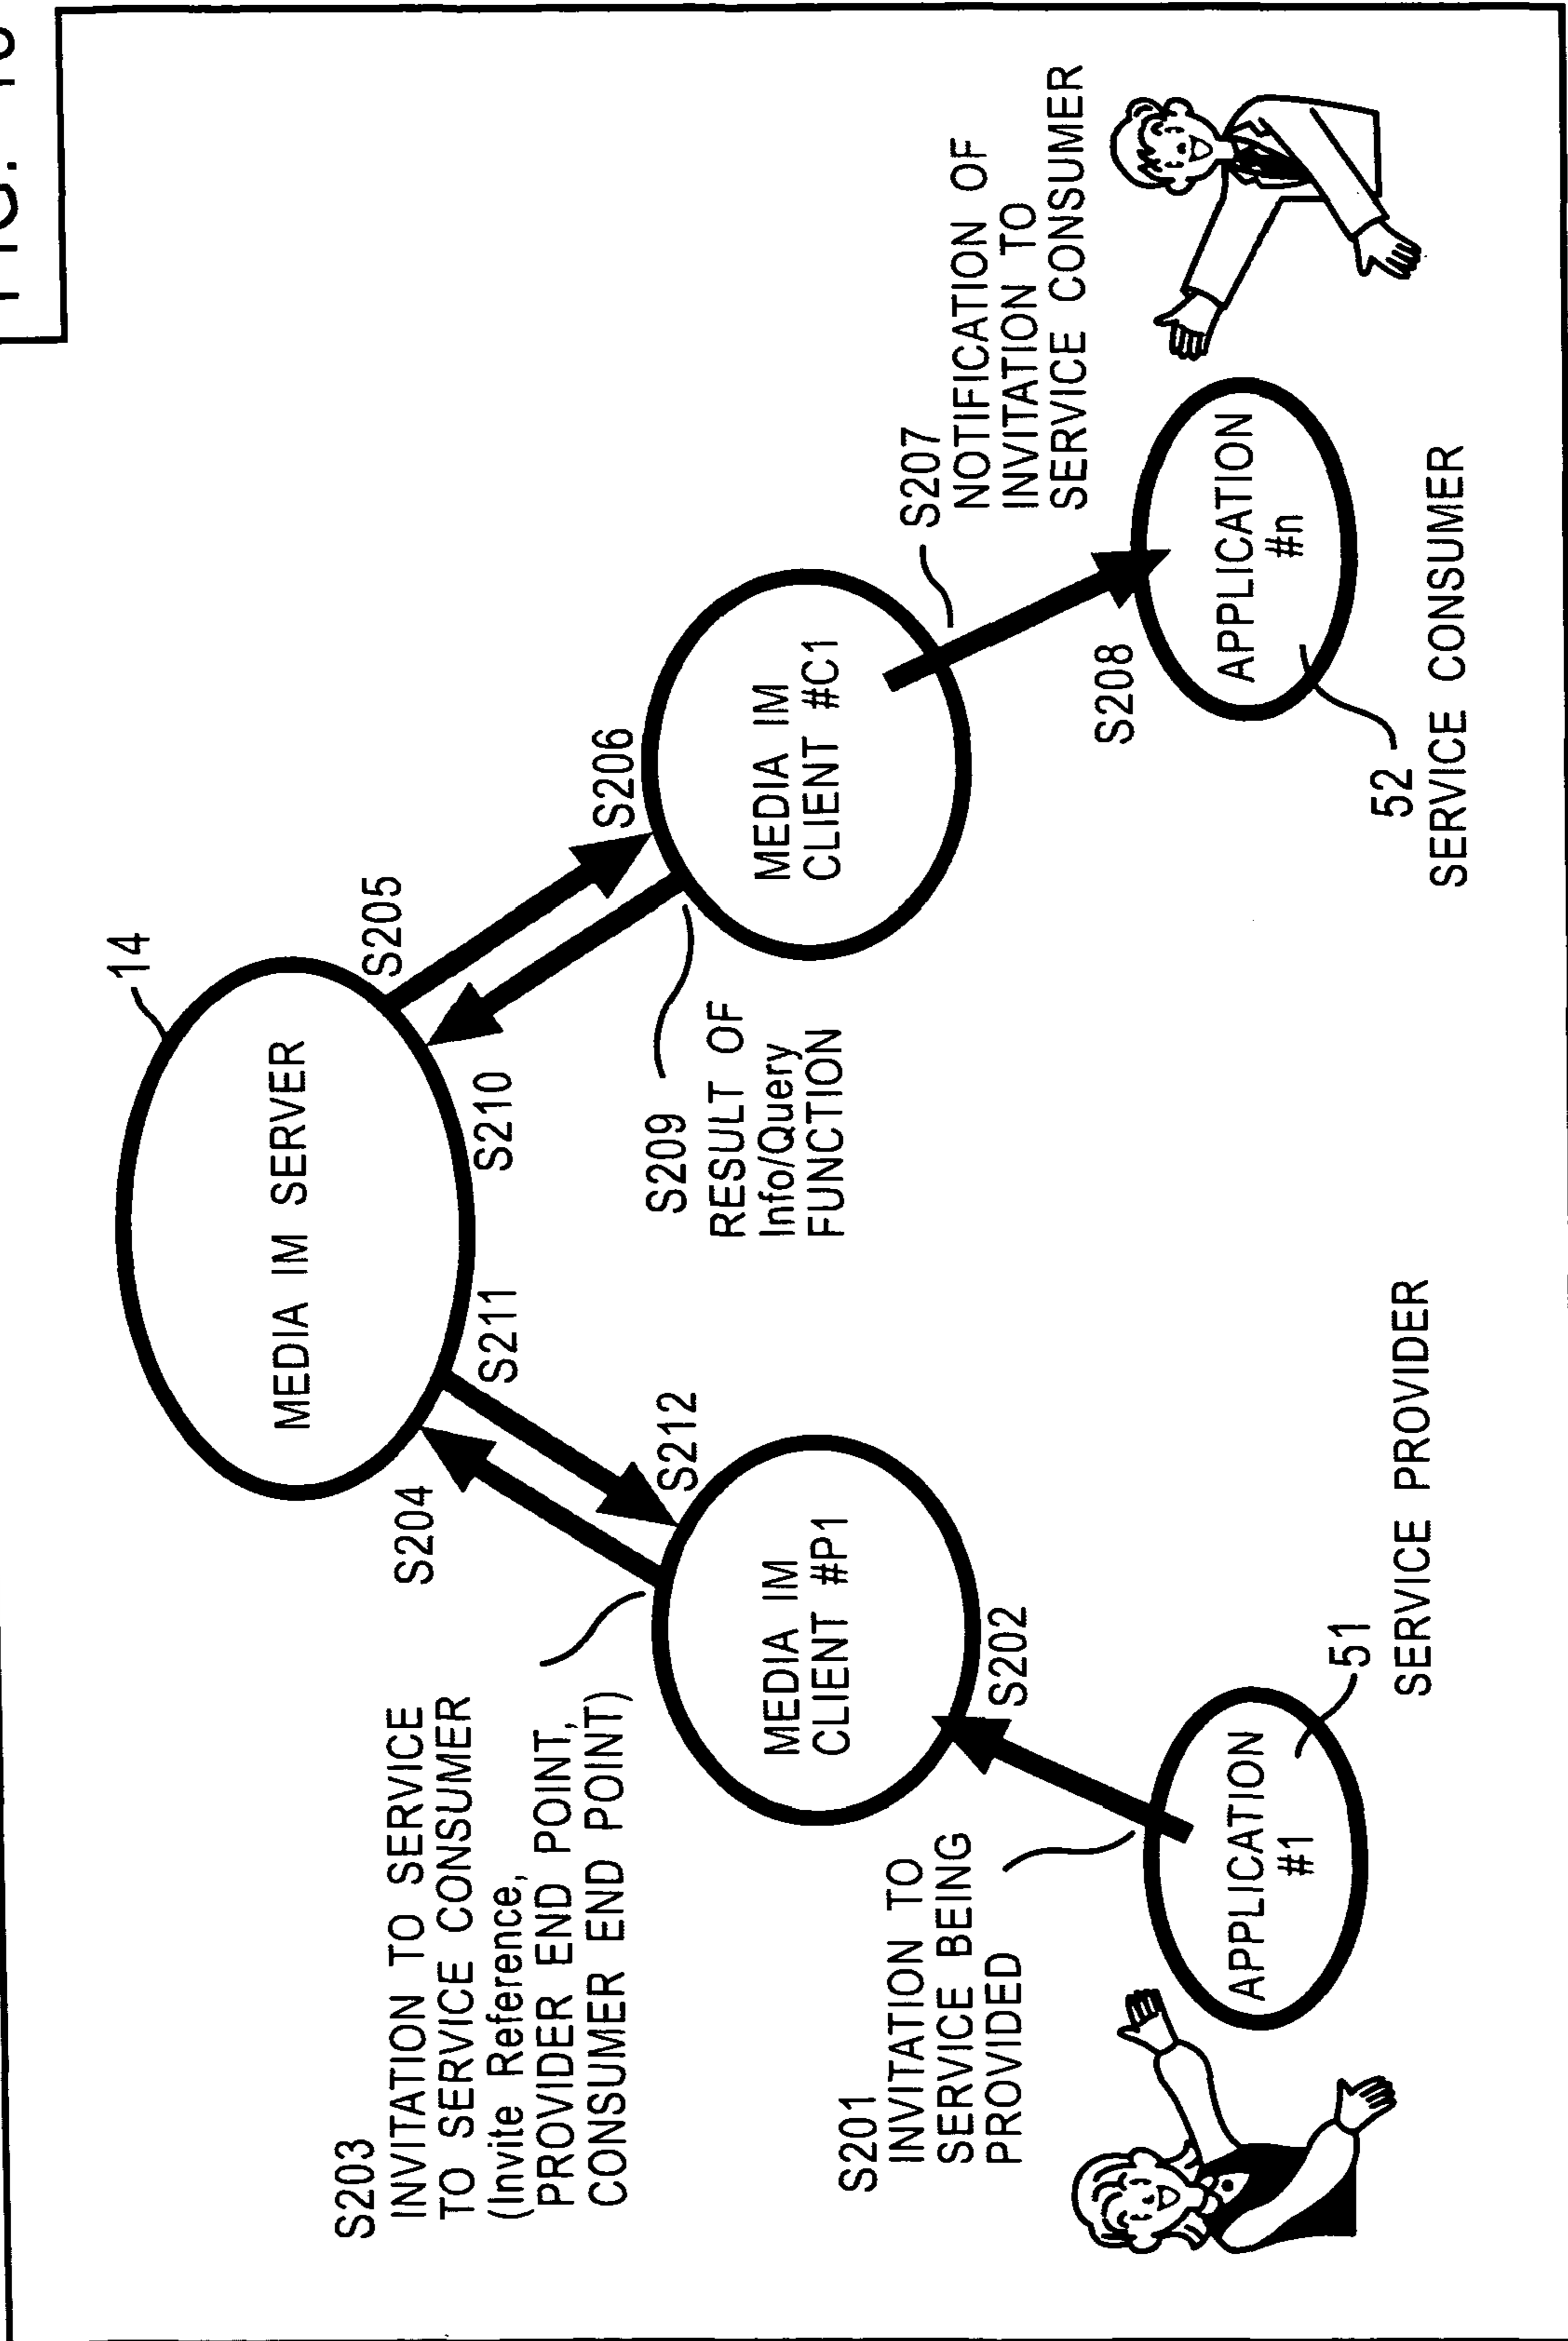 14
MEDIA IM SERVER
S204
S211
S210
S205
S203
INVITATION TO SERVICE
TO SERVICE CONSUMER
(Invite Reference,
PROVIDER END POINT,
CONSUMER END POINT)
S212
S209
RESULT OF
Info/Query
FUNCTION
S206
MEDIA IM
CLIENT #P1
MEDIA IM
CLIENT #C1
S201
INVITATION TO
SERVICE BEING
PROVIDED
S202
S207
NOTIFICATION OF
INVITATION TO
SERVICE CONSUMER
S208
APPLICATION
#1
51
SERVICE PROVIDER
APPLICATION
#n
52
SERVICE CONSUMER